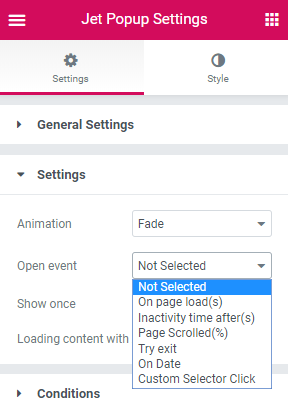 Jet Popup Settings
Settings
Style
General Settings
Settings
Animation
Fade
Open event
Not Selected
Not Selected
On page load(s)
Show once
Inactivity time after(s)
Page Scrolled(%)
Loading content with
Try exit
On Date
Custom Selector Click
Conditions